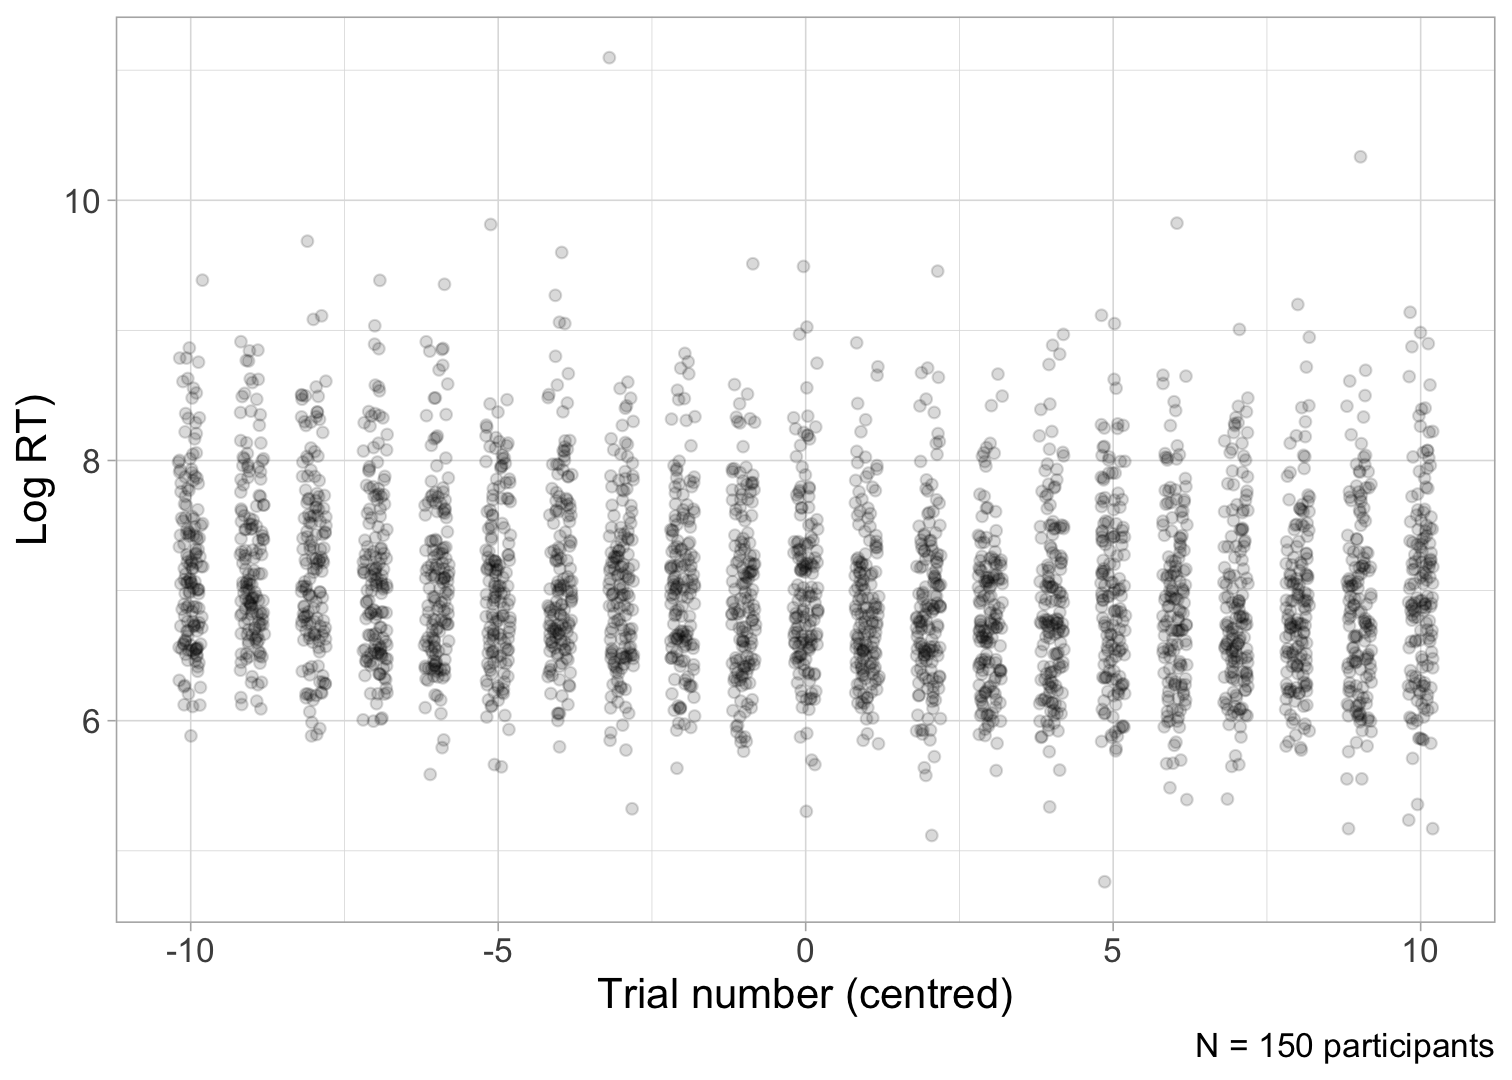 Log RT)
10
8
6
-10 -5 0 5 10
Trial number (centred)
N = 150 participants